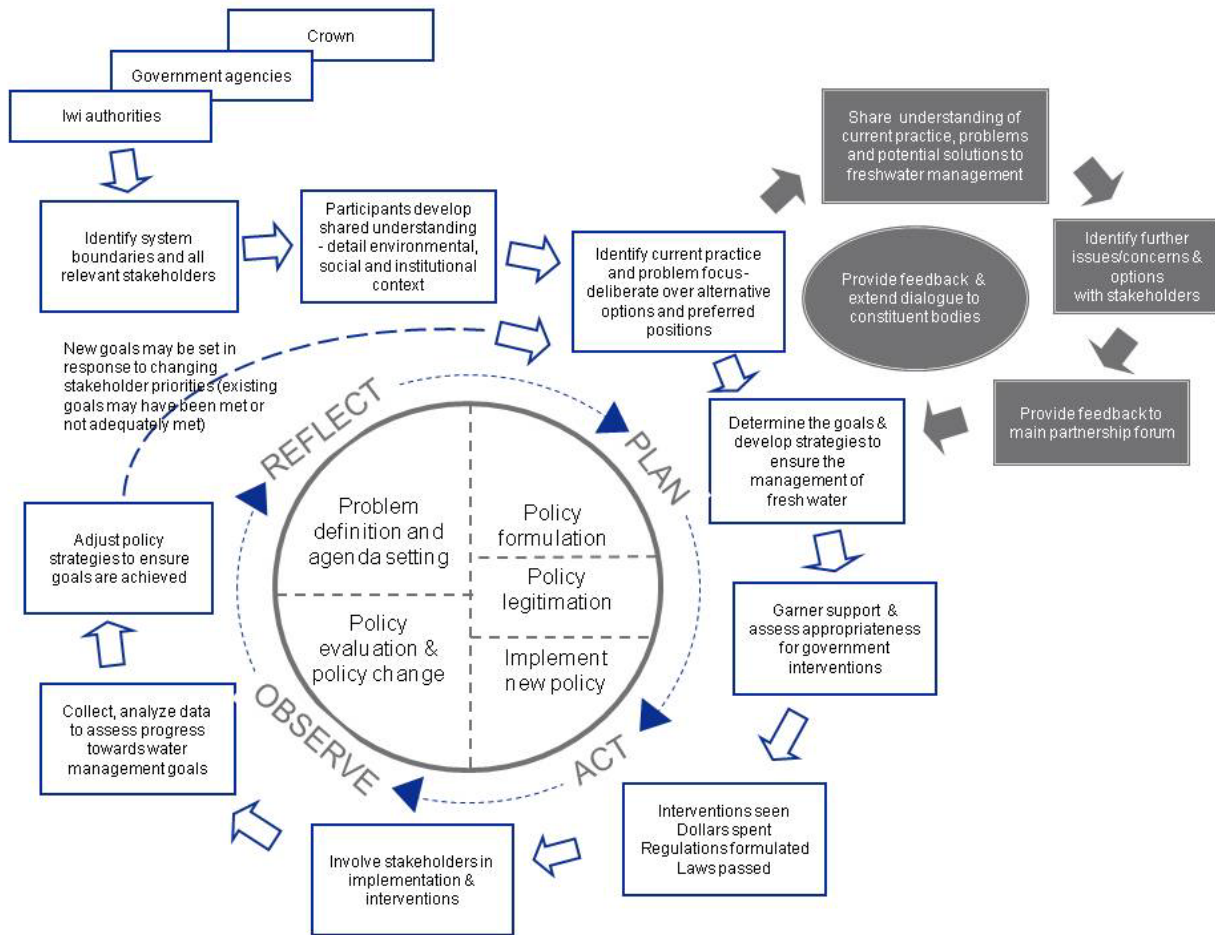 Crown
Government agencies
Iwi authorities
Identify system
boundaries and all
relevant stakeholders
Participants develop
shared understanding
- detail environmental,
social and institutional
context
Identify current practice
and problem focus-
deliberate over alternative
options and preferred
positions
Share understanding of
current practice, problems
and potential solutions to
freshwater management
Identify further
issues/concerns & options
with stakeholders
Provide feedback &
extend dialogue to
constituent bodies
Provide feedback to
main partnership forum
Determine the goals &
develop strategies to
ensure the
management of
fresh water
Garner support &
assess appropriateness
for government
interventions
Interventions seen
Dollars spent
Regulations formulated
Laws passed
Involve stakeholders in
implementation &
interventions
Collect, analyze data
to assess progress
towards water
management goals
Adjust policy
strategies to ensure
goals are achieved
New goals may be set in
response to changing
stakeholder priorities (existing
goals may have been met or
not adequately met)
REFLECT
PLAN
ACT
OBSERVE
Problem
definition and
agenda setting
Policy
formulation
Policy
legitimation
Implement
new policy
Policy
evaluation &
policy change